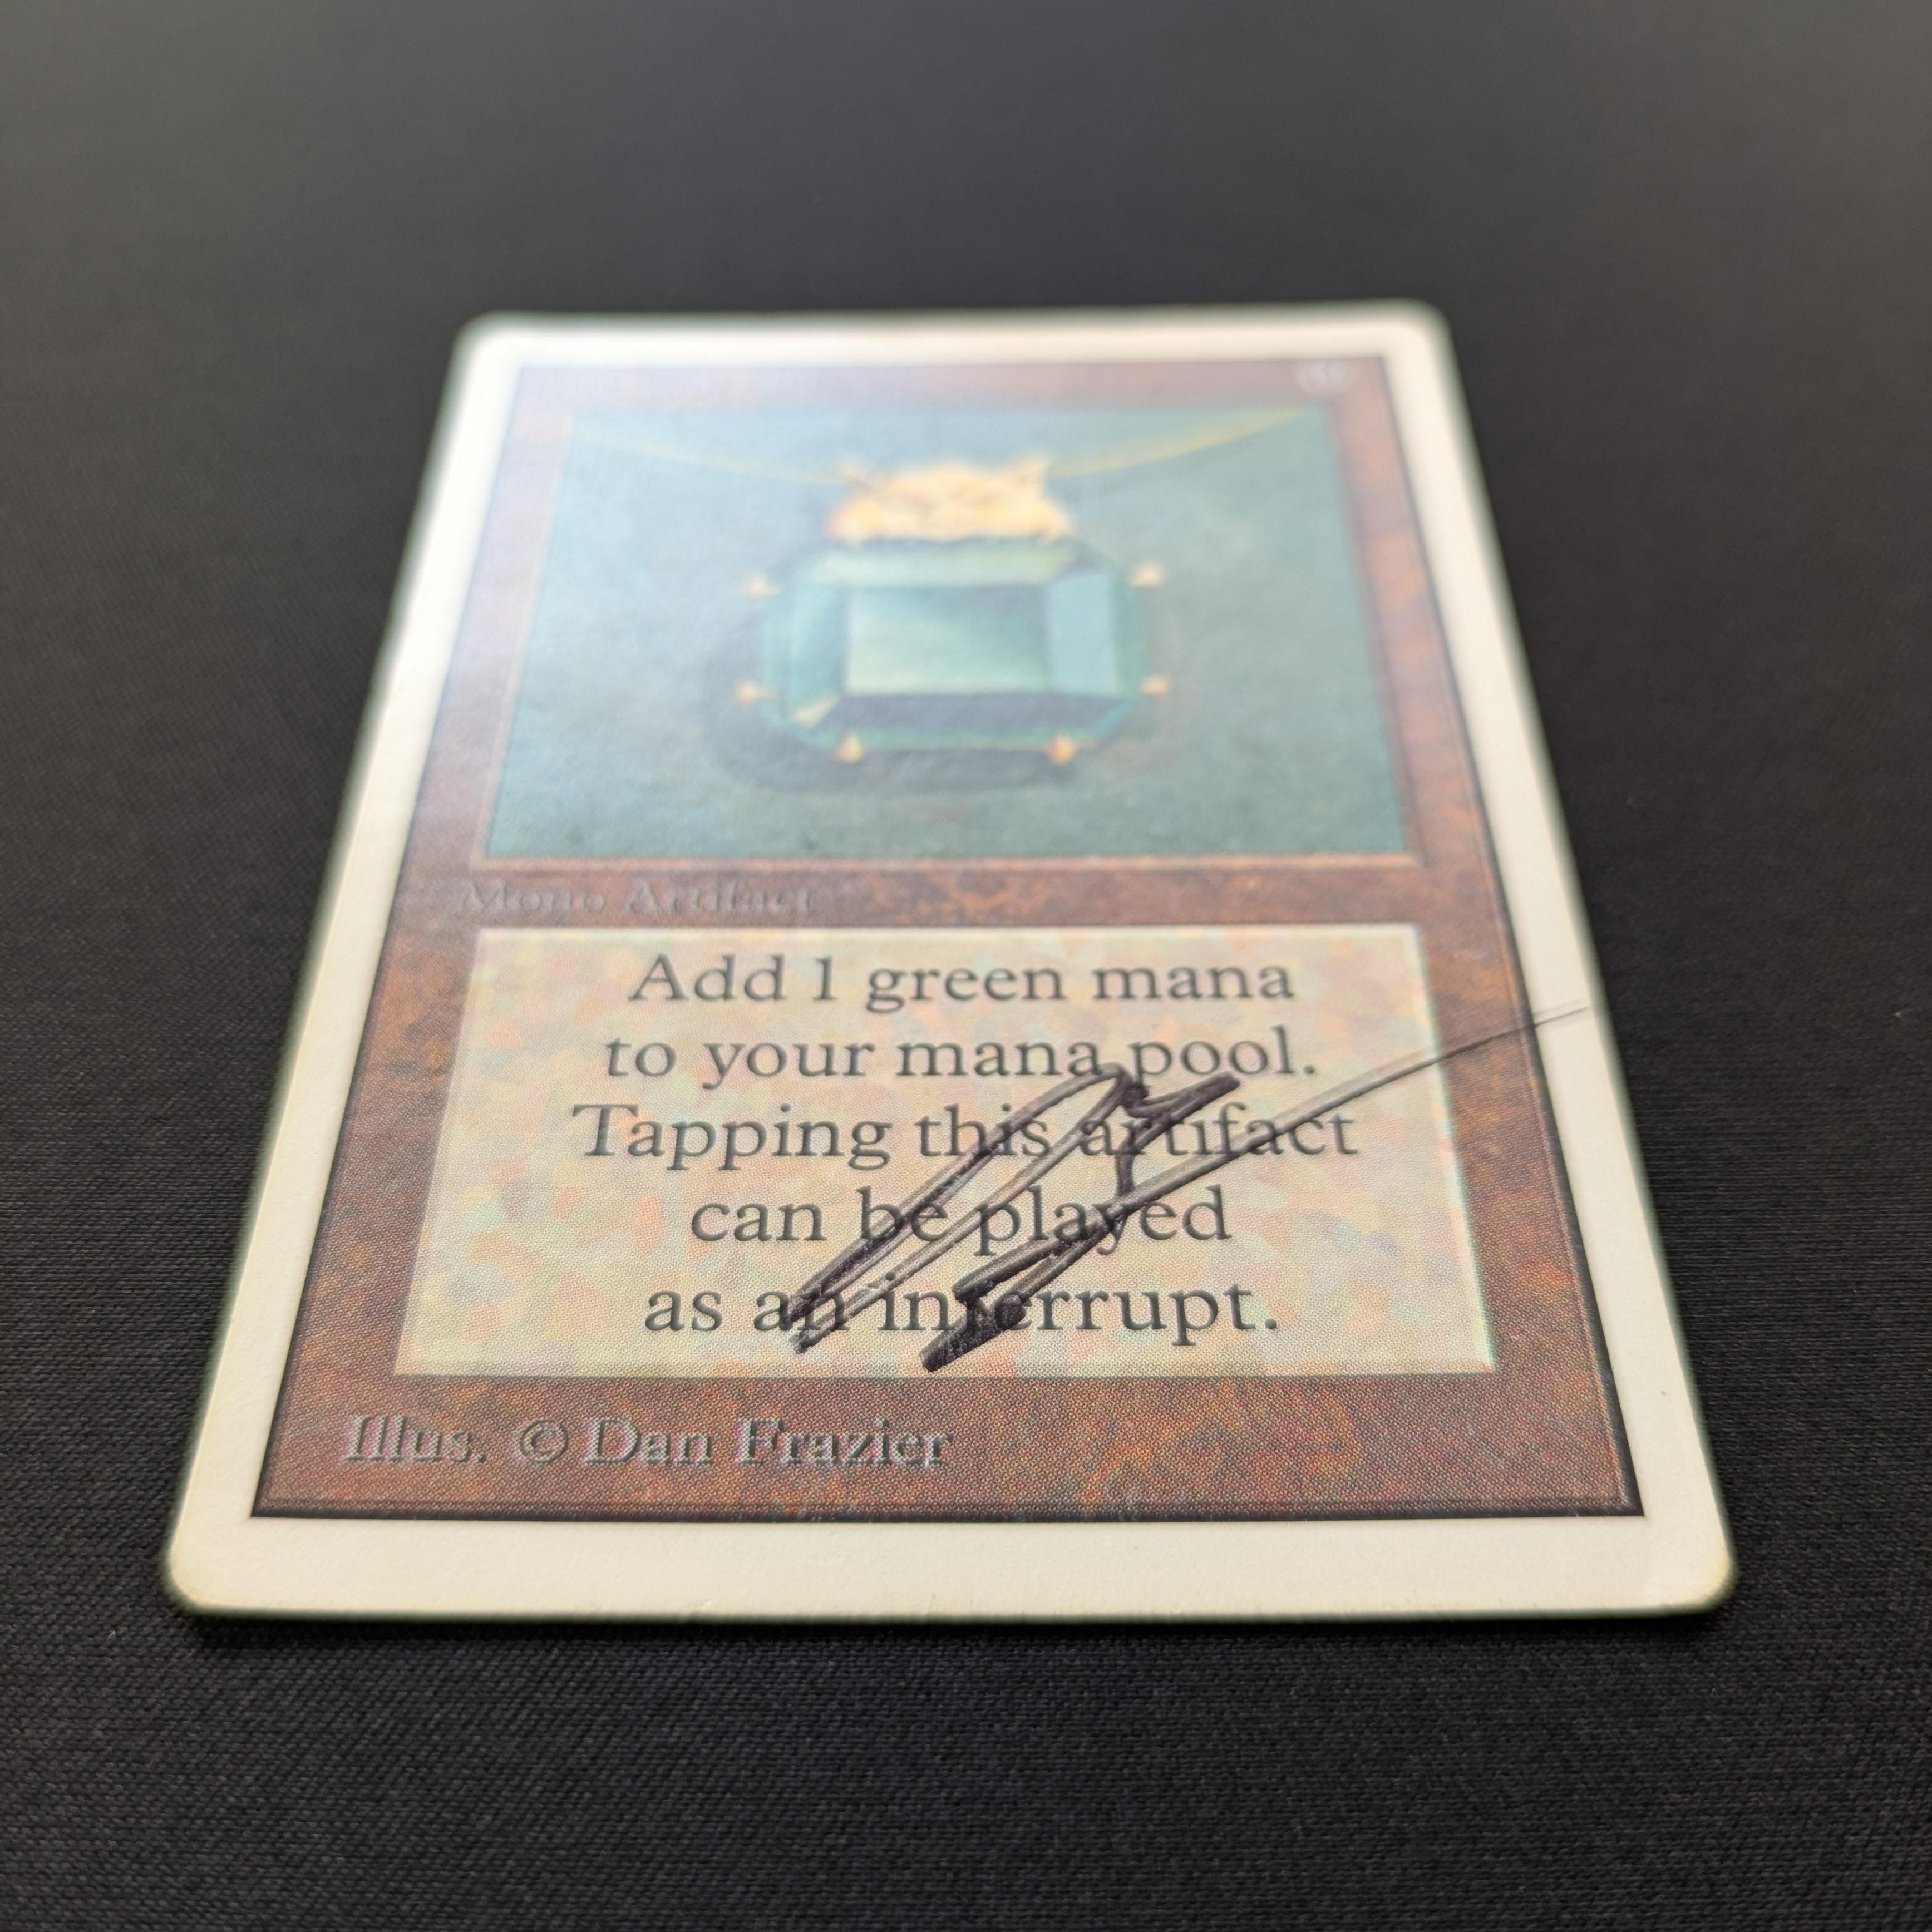 Mono Artifact
Add 1 green mana
to your mana pool.
Tapping this artifact
can be played
as an interrupt.
Illus. © Dan Frazier